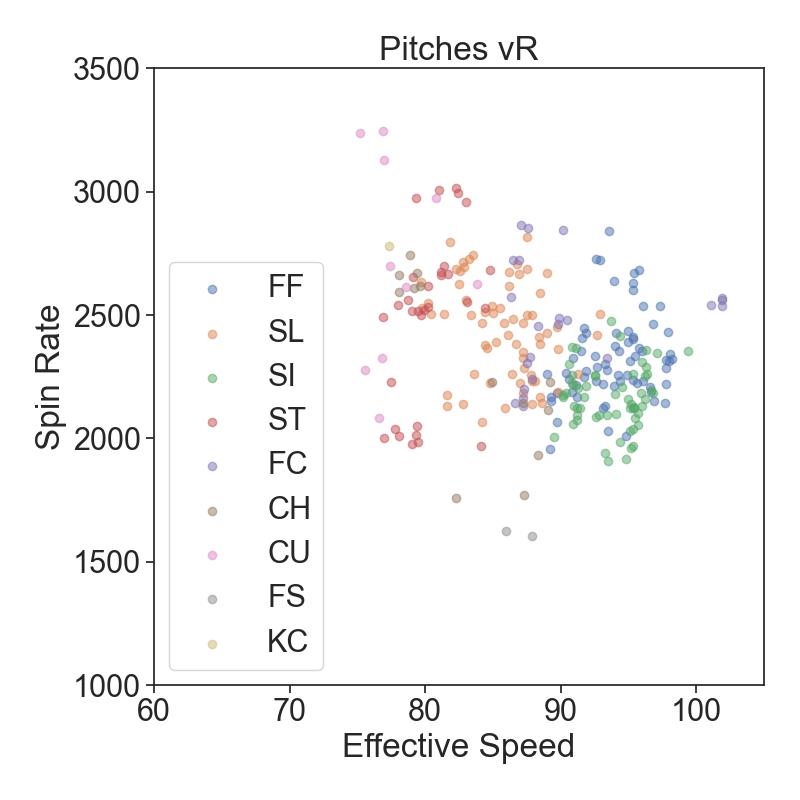 Pitches vR
3500
3000
2500
2000
1500
1000
Spin Rate
FF
SL
SI
ST
FC
CH
CU
FS
KC
60
70
80
90
100
Effective Speed